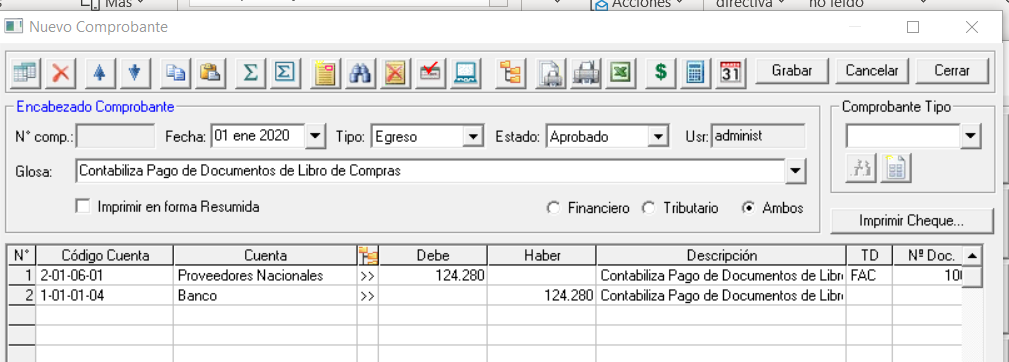 Más
Acciones
directiva
no leído
Nuevo Comprobante
31
Grabar
Cancelar
Cerrar
Encabezado Comprobante
Comprobante Tipo
N° comp.:
Fecha: 01 ene 2020
Tipo: Egreso
Estado: Aprobado
Usr: administ
Glosa: Contabiliza Pago de Documentos de Libro de Compras
Imprimir en forma Resumida
Financiero
Tributario
Ambos
Imprimir Cheque...
N° Código Cuenta Cuenta Debe Haber Descripción TD Nº Doc.
1 2-01-06-01 Proveedores Nacionales >> 124.280 Contabiliza Pago de Documentos de Libr FAC 10
2 1-01-01-04 Banco >> 124.280 Contabiliza Pago de Documentos de Libr